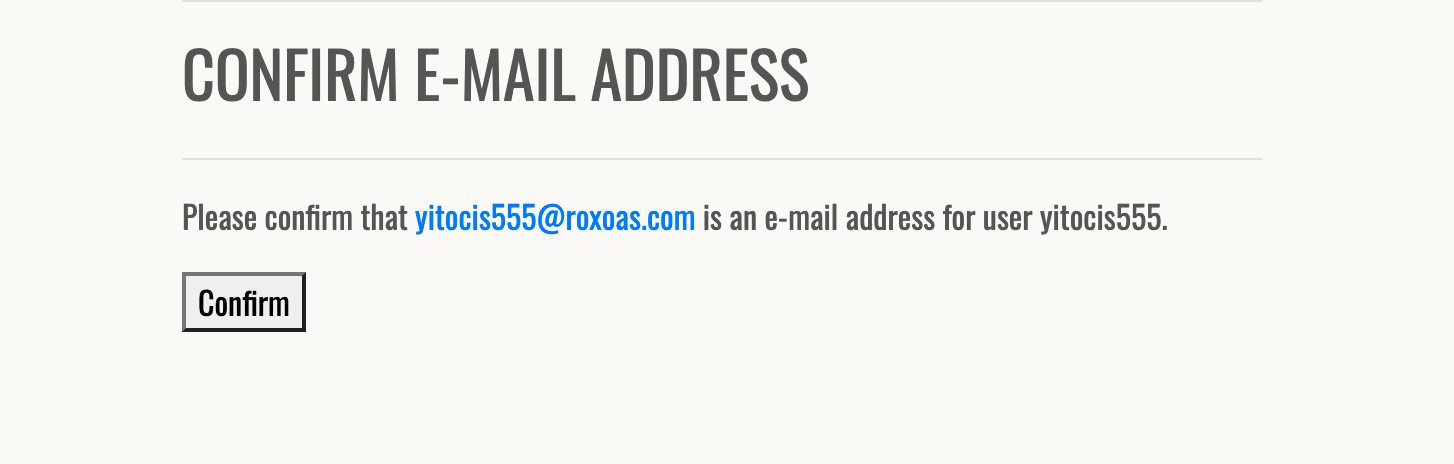 CONFIRM E-MAIL ADDRESS
Please confirm that yitocis555@roxoas.com is an e-mail address for user yitocis555.
Confirm